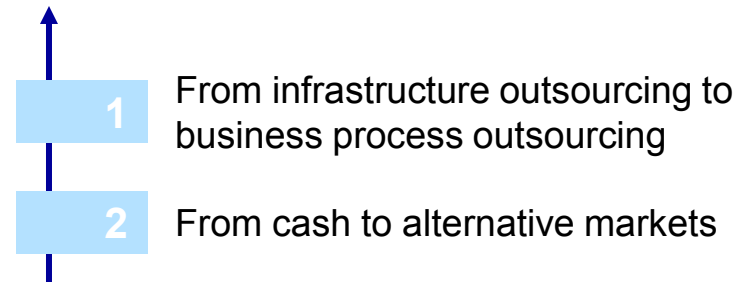 1
From infrastructure outsourcing to
business process outsourcing
2
From cash to alternative markets